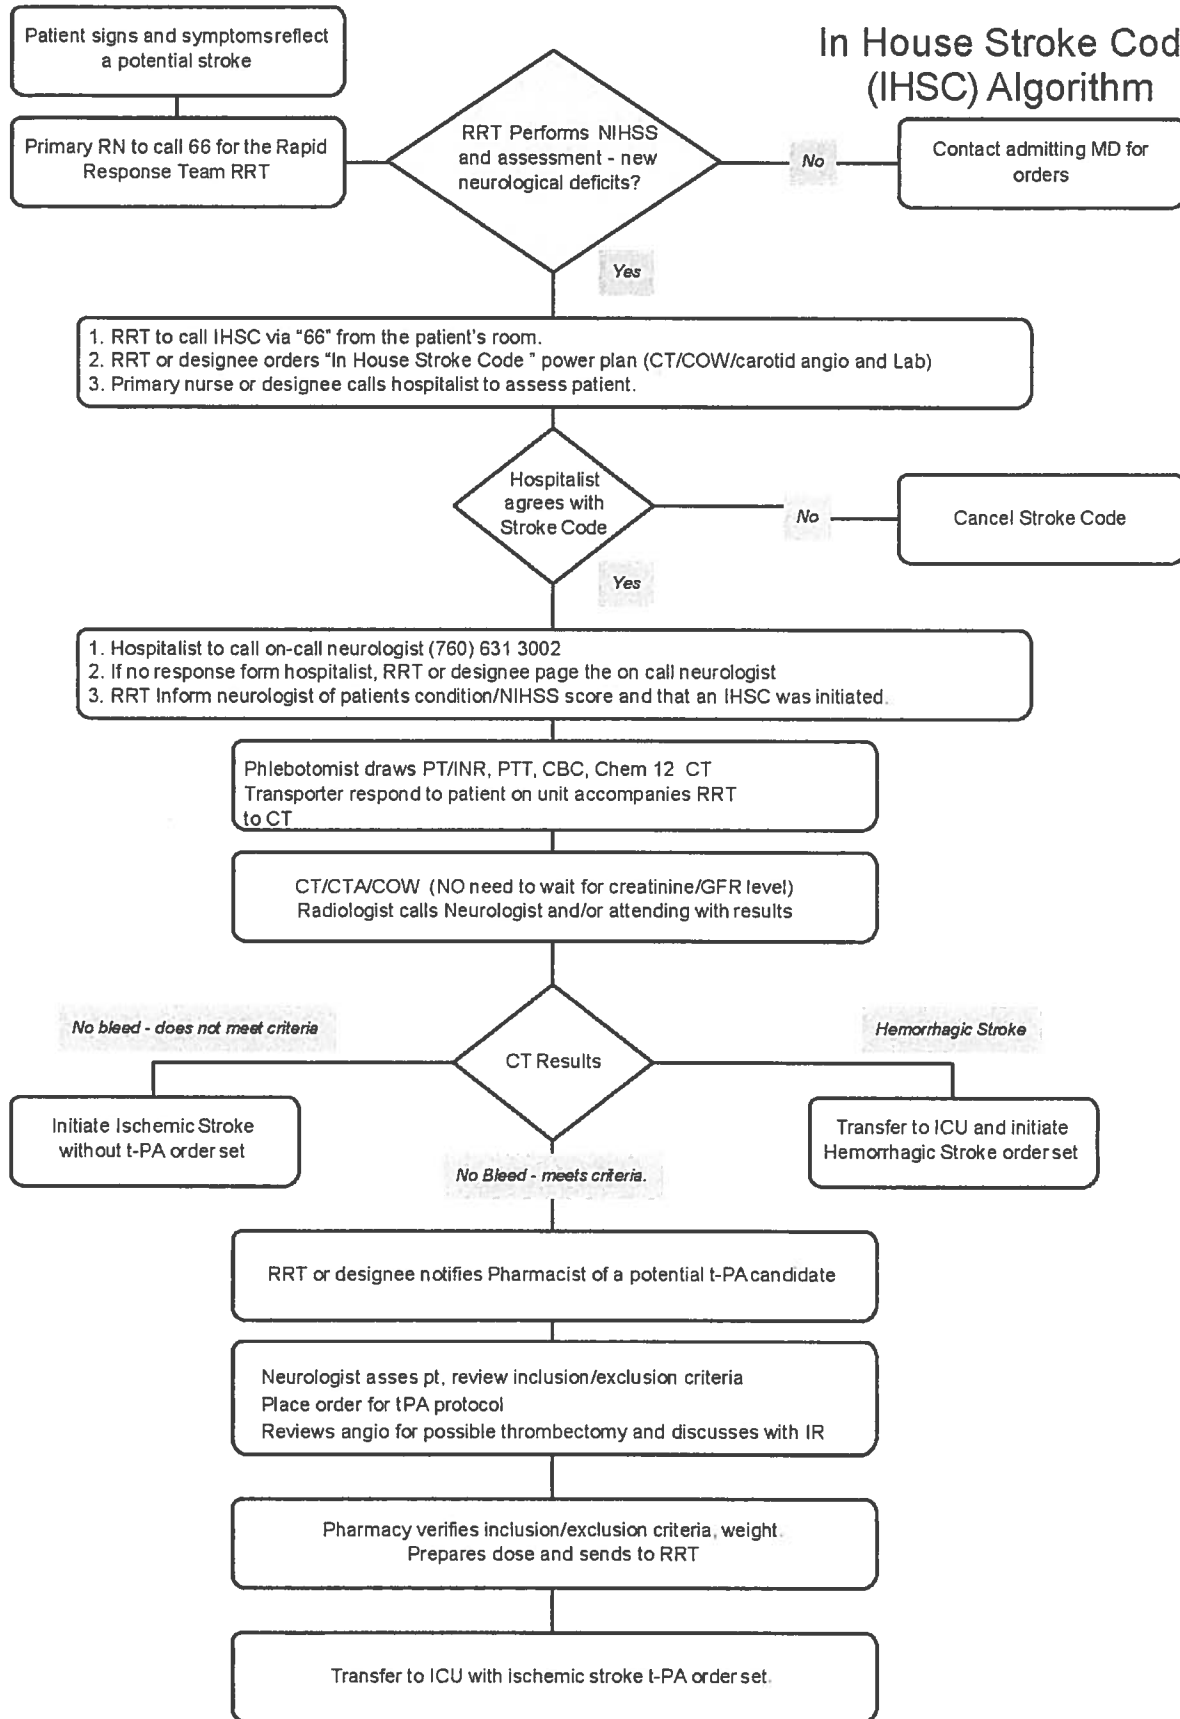 In House Stroke Cod
(IHSC) Algorithm
Patient signs and symptoms reflect
a potential stroke
Primary RN to call 66 for the Rapid
Response Team RRT
RRT Performs NIHSS
and assessment - new
neurological deficits?
No
Contact admitting MD for
orders
Yes
1. RRT to call IHSC via "66" from the patient's room.
2. RRT or designee orders "In House Stroke Code " power plan (CT/COW/carotid angio and Lab)
3. Primary nurse or designee calls hospitalist to assess patient.
Hospitalist
agrees with
Stroke Code
No
Cancel Stroke Code
Yes
1. Hospitalist to call on-call neurologist (760) 631 3002
2. If no response form hospitalist, RRT or designee page the on call neurologist
3. RRT Inform neurologist of patients condition/NIHSS score and that an IHSC was initiated.
Phlebotomist draws PT/INR, PTT, CBC, Chem 12 CT
Transporter respond to patient on unit accompanies RRT
to CT
CT/CTA/COW (NO need to wait for creatinine/GFR level)
Radiologist calls Neurologist and/or attending with results
CT Results
No bleed - does not meet criteria
Hemorrhagic Stroke
Initiate Ischemic Stroke
without t-PA order set
Transfer to ICU and initiate
Hemorrhagic Stroke order set
No Bleed - meets criteria.
RRT or designee notifies Pharmacist of a potential t-PA candidate
Neurologist asses pt, review inclusion/exclusion criteria
Place order for tPA protocol
Reviews angio for possible thrombectomy and discusses with IR
Pharmacy verifies inclusion/exclusion criteria, weight.
Prepares dose and sends to RRT
Transfer to ICU with ischemic stroke t-PA order set.